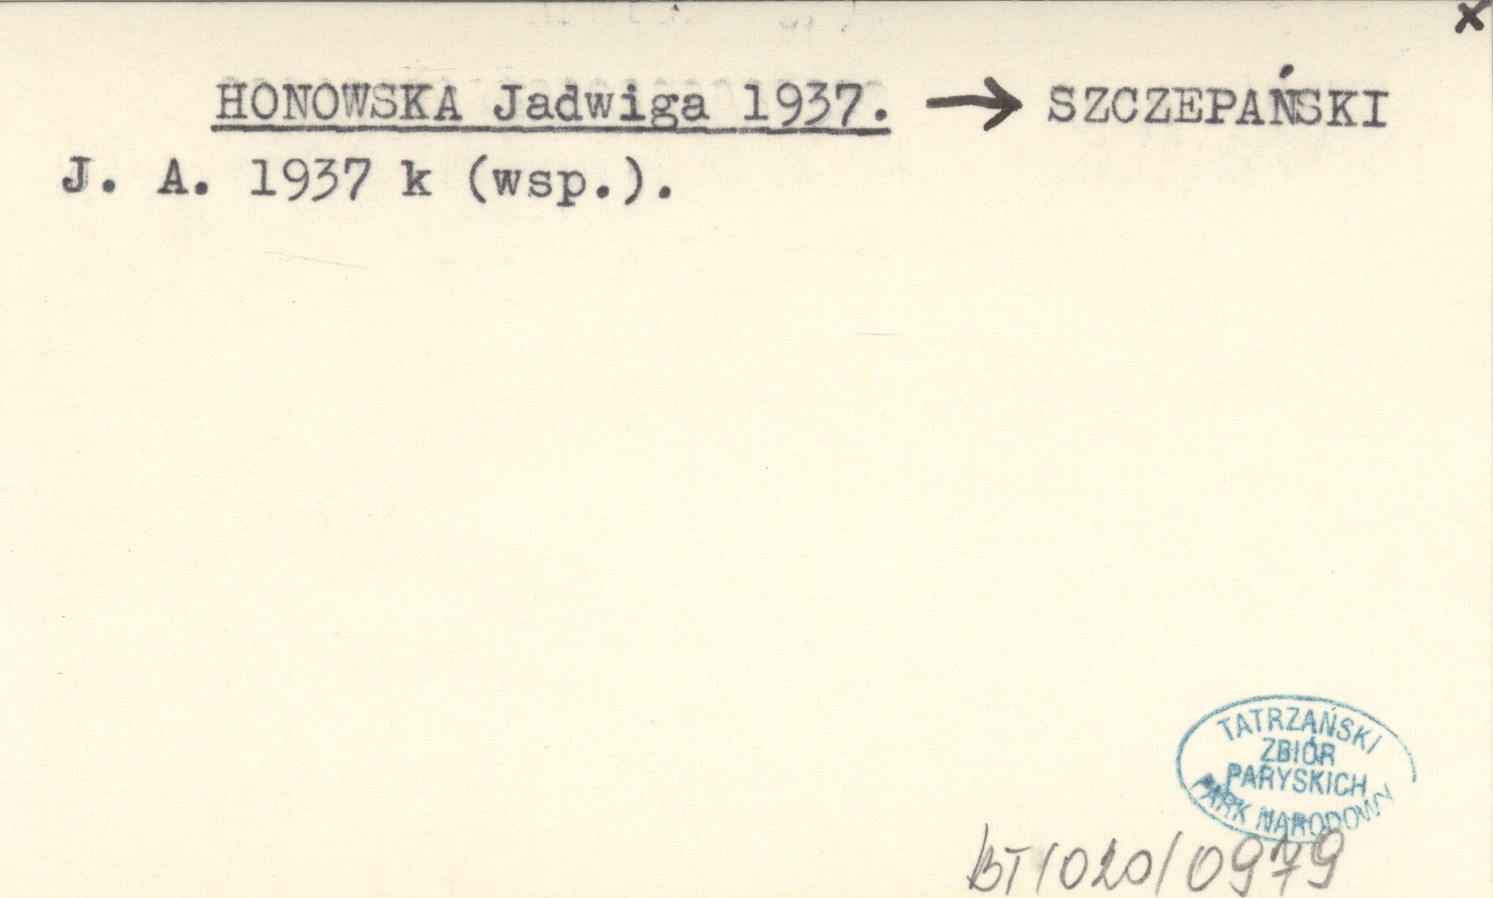 x
HONOWSKA Jadwiga 1937. → SZCZEPAŃSKI
J. A. 1937 k (wsp.).
TATRZAŃSKI
ZBIÓR
PARYSKICH
PARK NARODOWY
BT/020/0979